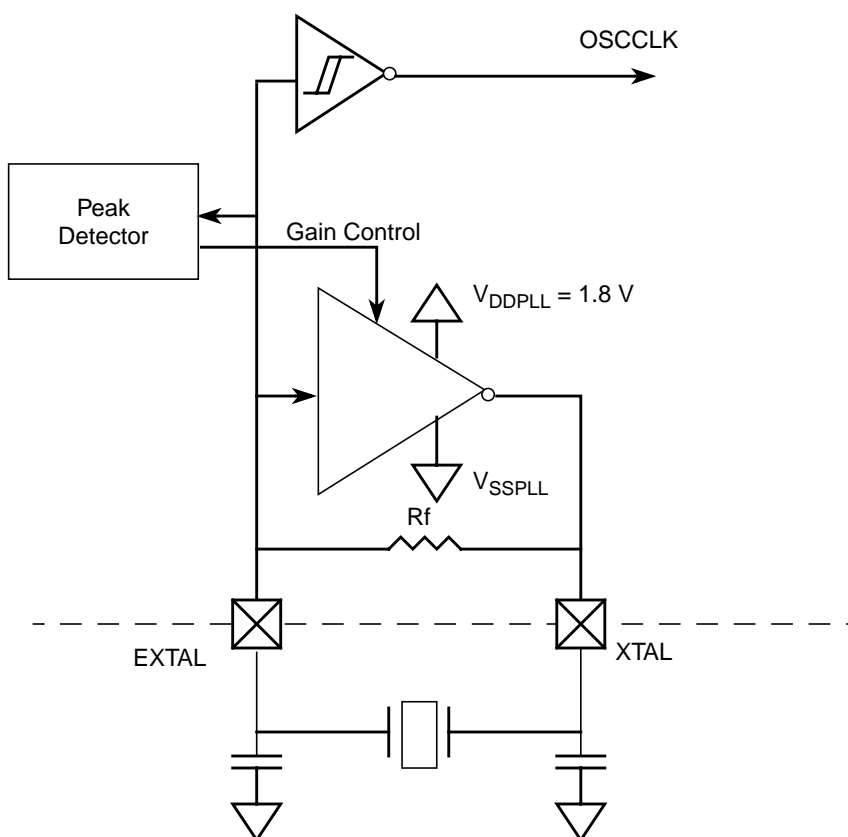 OSCCLK
Peak
Detector
Gain Control
VDDPLL = 1.8 V
VSSPLL
Rf
EXTAL
XTAL